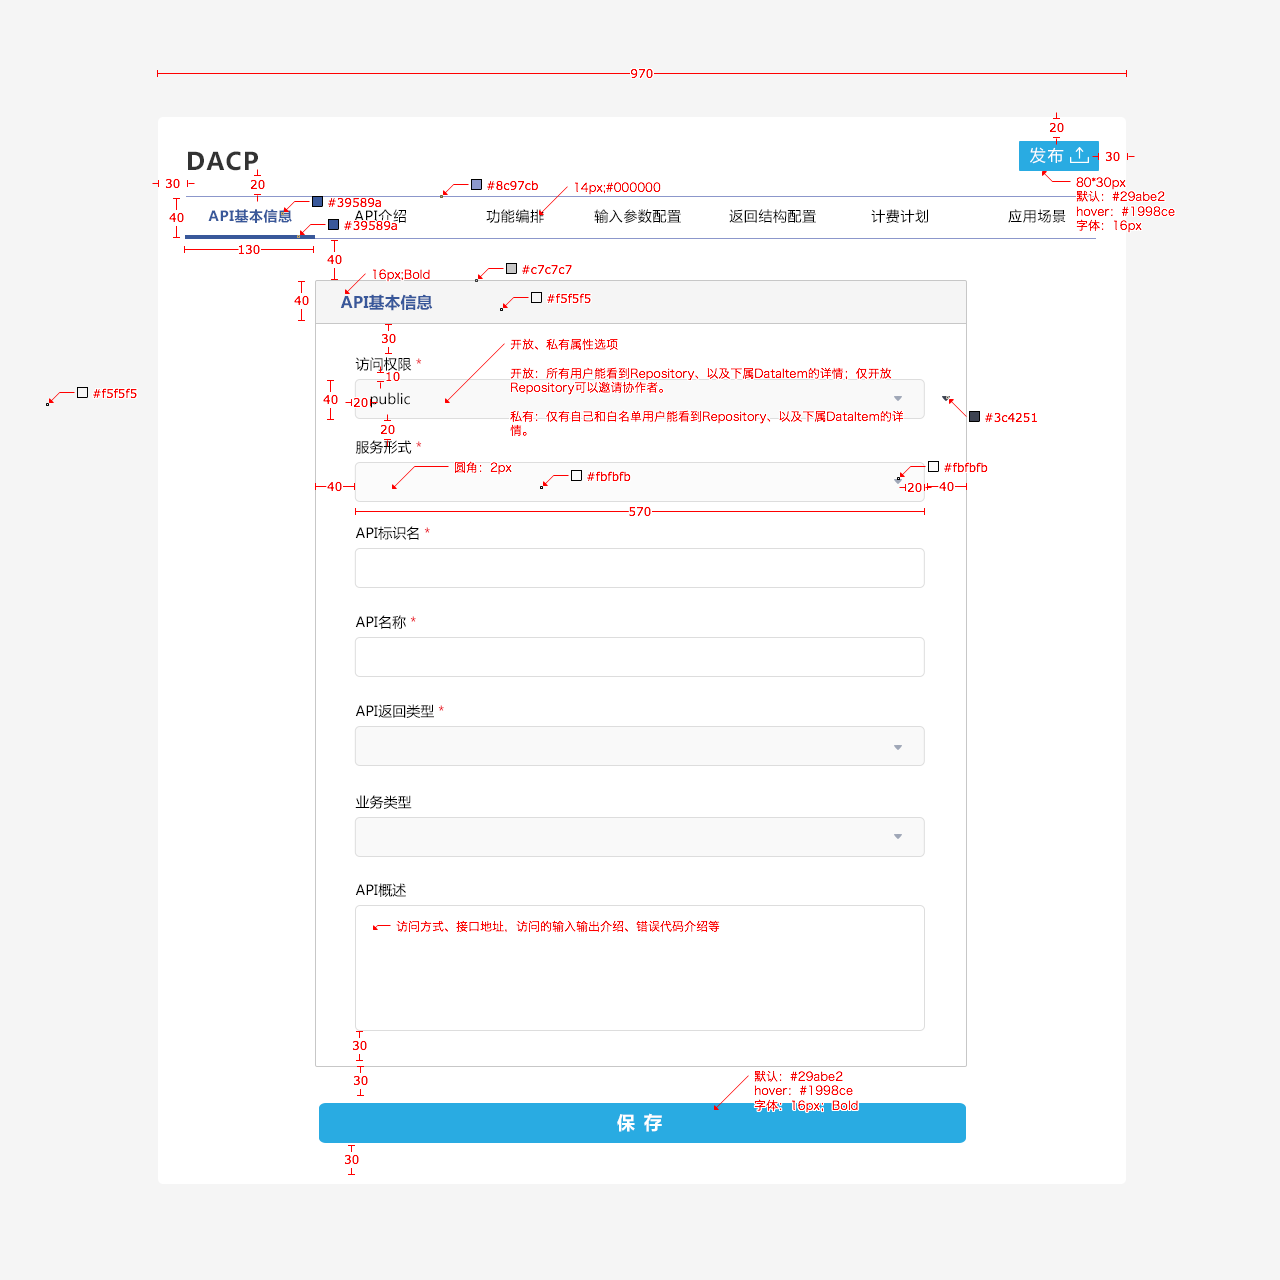 970
20
DACP
发布
30
30
20
#8c97cb
14px;#000000
80*30px
默认：#29abe2
hover：#1998ce
字体：16px
#39589a
40
API基本信息
API介绍
功能编排
输入参数配置
返回结构配置
计费计划
应用场景
#39589a
130
40
16px;Bold
#c7c7c7
40
API基本信息
#f5f5f5
30
开放、私有属性选项
访问权限 *
10
开放：所有用户能看到Repository、以及下属DataItem的详情；仅开放
Repository可以邀请协作者。
#f5f5f5
40
20
public
#3c4251
私有：仅有自己和白名单用户能看到Repository、以及下属DataItem的详
情。
20
服务形式 *
圆角：2px
#fbfbfb
#fbfbfb
40
20
40
570
API标识名 *
API名称 *
API返回类型 *
业务类型
API概述
访问方式、接口地址、访问的输入输出介绍、错误代码介绍等
30
30
默认：#29abe2
hover：#1998ce
字体：16px；Bold
保 存
30